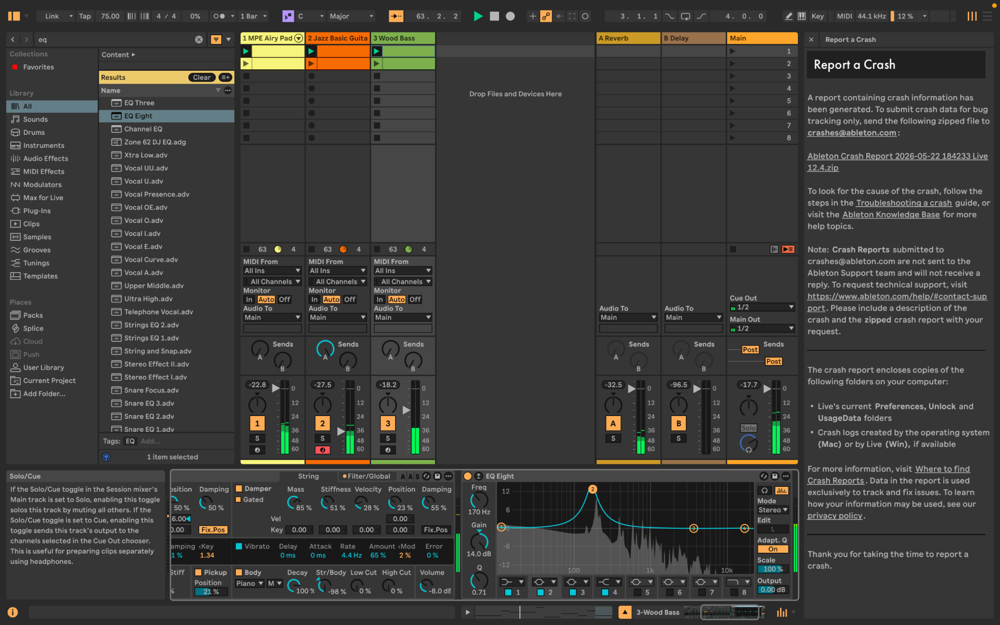 Link Tap 75.00 4 / 4 0% 1 Bar C Major 63. 2. 2 3. 1. 1 4. 0. 0 Key MIDI 44.1 kHz 12 %
eq
Collections
Favorites
Library
All
Sounds
Drums
Instruments
Audio Effects
MIDI Effects
Modulators
Max for Live
Plug-Ins
Clips
Samples
Grooves
Tunings
Templates
Places
Packs
Splice
Cloud
Push
User Library
Current Project
Add Folder...
Content
Results Clear
Name
EQ Three
EQ Eight
Channel EQ
Zone 62 DJ EQ.adg
Xtra Low.adv
Vocal UU.adv
Vocal U.adv
Vocal Presence.adv
Vocal OE.adv
Vocal O.adv
Vocal I.adv
Vocal E.adv
Vocal Curve.adv
Vocal A.adv
Upper Middle.adv
Ultra High.adv
Telephone Vocal.adv
Strings EQ 2.adv
Strings EQ 1.adv
String and Snap.adv
Stereo Effect II.adv
Stereo Effect I.adv
Snare Focus.adv
Snare EQ 3.adv
Snare EQ 2.adv
Snare EQ 1.adv
Tags: EQ Add...
1 item selected
1 MPE Airy Pad 2 Jazz Basic Guita 3 Wood Bass A Reverb B Delay Main
1
2
3
4
5
6
7
8
Drop Files and Devices Here
63 4 63 4 63 4
MIDI From MIDI From MIDI From
All Ins All Ins All Ins
All Channels All Channels All Channels
Monitor Monitor Monitor
In Auto Off In Auto Off In Auto Off
Audio To Audio To Audio To Audio To Audio To
Main Main Main Main Main
Cue Out
1/2
Main Out
1/2
Sends Sends Sends Sends Sends Sends
A A A A A Post
B B B B B Post
-22.8 -27.5 -18.2 -32.5 -96.5 -17.7
0 0 0 0 0 0
12 12 12 12 12 12
24 24 24 24 24 24
1 2 3 A B
36 36 36 36 36 36
Solo
S S S S S
48 48 48 48 48 48
60 60 60 60 60 60
Report a Crash
Report a Crash
A report containing crash information has
been generated. To submit crash data for bug
tracking only, send the following zipped file to
crashes@ableton.com:
Ableton Crash Report 2026-05-22 184233 Live
12.4.zip
To look for the cause of the crash, follow the
steps in the Troubleshooting a crash guide, or
visit the Ableton Knowledge Base for more
help topics.
Note: Crash Reports submitted to
crashes@ableton.com are not sent to the
Ableton Support team and will not receive a
reply. To request technical support, visit
https://www.ableton.com/help/#contact-sup
port. Please include a description of the
crash and the zipped crash report with your
request.
The crash report encloses copies of the
following folders on your computer:
▪ Live's current Preferences, Unlock and
UsageData folders
▪ Crash logs created by the operating system
(Mac) or by Live (Win), if available
For more information, visit Where to find
Crash Reports. Data in the report is used
exclusively to track and fix issues. To learn
how your information may be used, see our
privacy policy.
Thank you for taking the time to report a
crash.
Solo/Cue
If the Solo/Cue toggle in the Session mixer's
Main track is set to Solo, enabling this toggle
solos this track by muting all others. If the
Solo/Cue toggle is set to Cue, enabling this
toggle sends this track's output to the
channels selected in the Cue Out chooser.
This is useful for preparing clips separately
using headphones.
String Filter/Global A A S
osition Damping Damper Mass Stiffness Velocity Position Damping
50 % 50 % Gated 85 % 51 % 28 % 23 % 55 %
6.00 Vel 0.00
0.00 Fix.Pos Key 0.00 0.00 0.00 0.00 Fix.Pos
amping ‹Key Vibrato Delay Attack Rate Amount ‹Mod Error
1 % 1.34 0 ms 0 ms 4.4 Hz 65 % 2 % 0 %
Stiff Pickup Body Decay Str/Body Low Cut High Cut Volume
Position Piano M
% 21 % 100 % -98 % 0 % 0 % -8.0 dB
EQ Eight
Freq
170 Hz
Gain
14.0 dB
Q
0.71
12
6
0
-6
-12
100 1k 10k
1 2 3 4
1 2 3 4 5 6 7 8
Mode
Stereo
Edit
L
Adapt. Q
On
Scale
100 %
Output
0.00 dB
3-Wood Bass